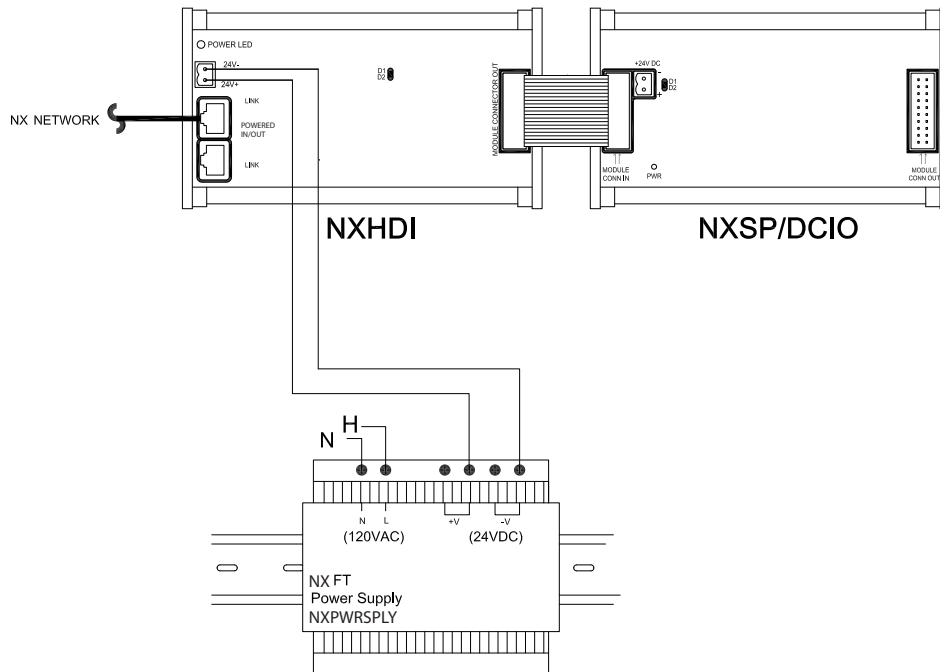 POWER LED
24V-
24V+
D1
D2
LINK
POWERED
IN/OUT
LINK
NX NETWORK
MODULE CONNECTOR OUT
+24V DC
-
+
D1
D2
MODULE
CONN IN
PWR
MODULE
CONN OUT
NXHDI
NXSP/DCIO
H
N
N L +V -V
(120VAC) (24VDC)
NX FT
Power Supply
NXPWRSPLY